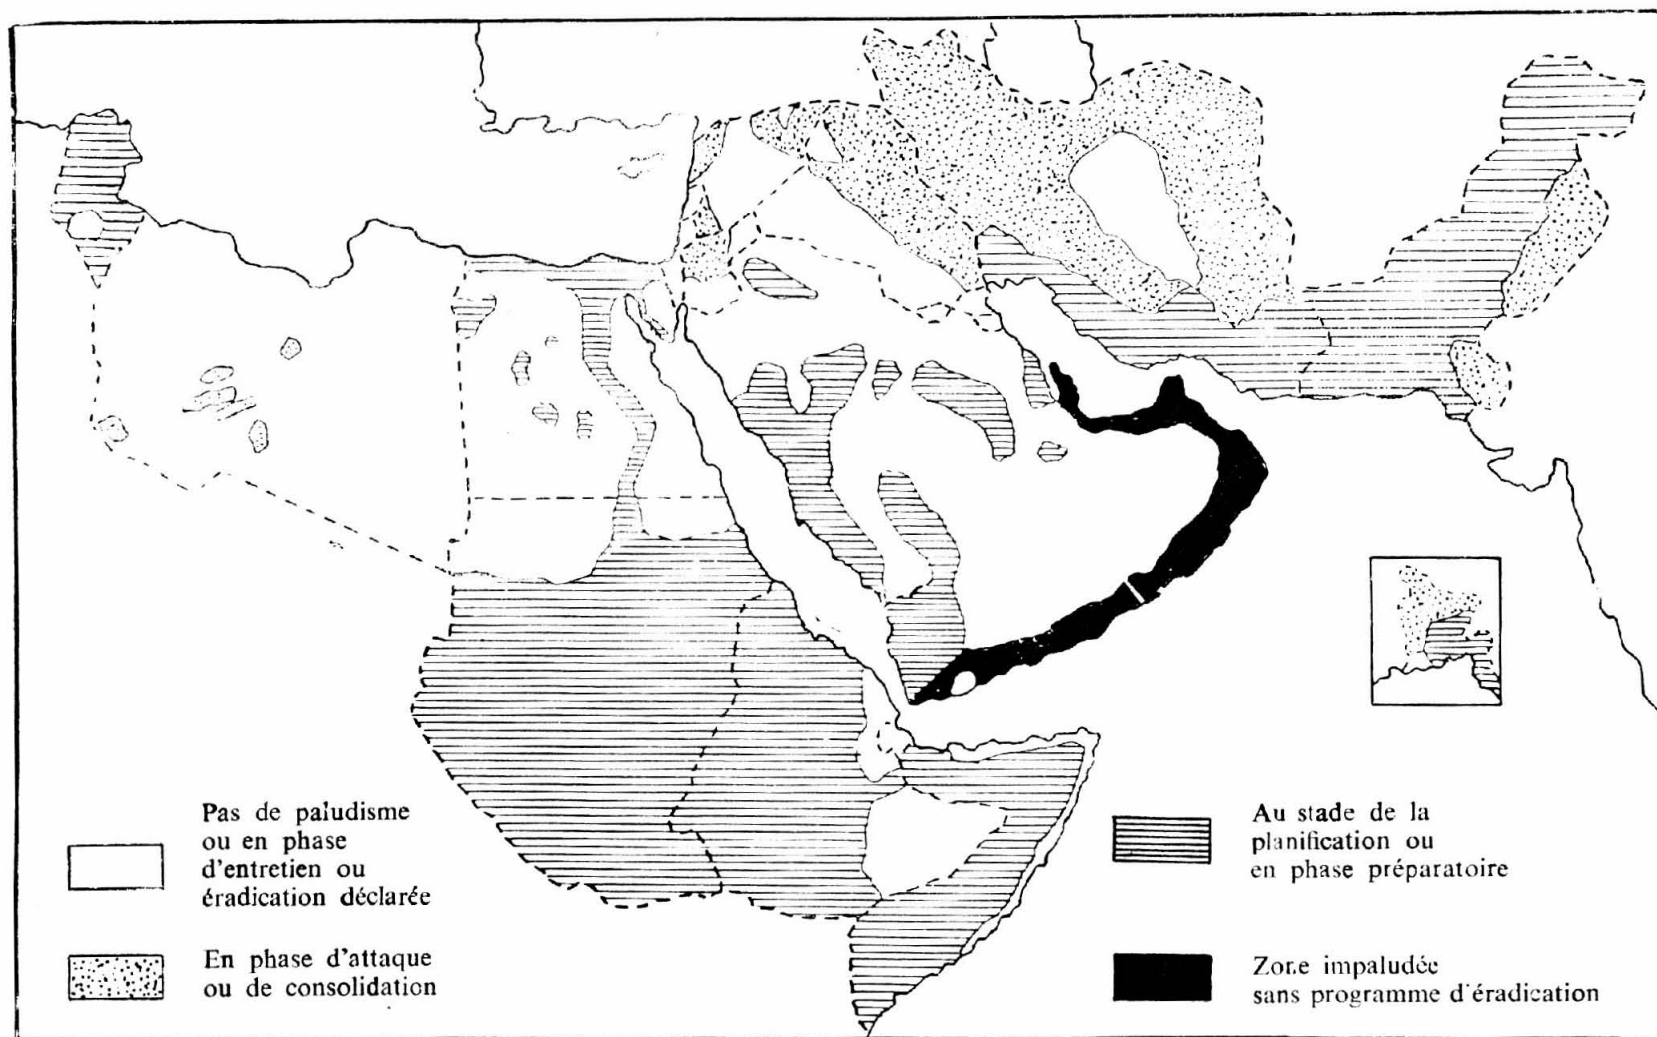 Pas de paludisme
ou en phase
d'entretien ou
éradication déclarée
En phase d'attaque
ou de consolidation
Au stade de la
planification ou
en phase préparatoire
Zone impaludée
sans programme d'éradication